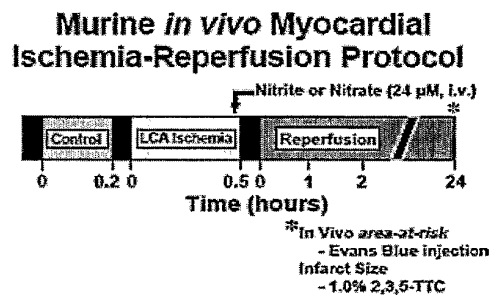 Murine in vivo Myocardial
Ischemia-Reperfusion Protocol
Nitrite or Nitrate (24 µM, i.v.)
*
Control LCA Ischemia Reperfusion
0 0.2 0 0.5 0 1 2 24
Time (hours)
*In Vivo area-at-risk
- Evans Blue injection
Infarct Size
- 1.0% 2,3,5-TTC